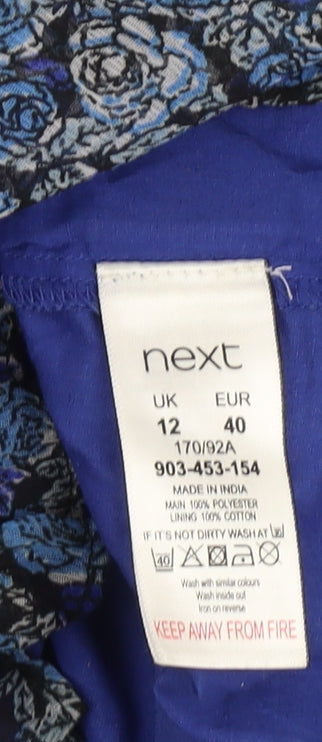 next
UK EUR
12 40
170/92A
903-453-154
MADE IN INDIA
MAIN 100% POLYESTER
LINING 100% COTTON
IF IT'S NOT DIRTY WASH AT 30
40
Wash with similar colours
Wash inside out
Iron on reverse
KEEP AWAY FROM FIRE